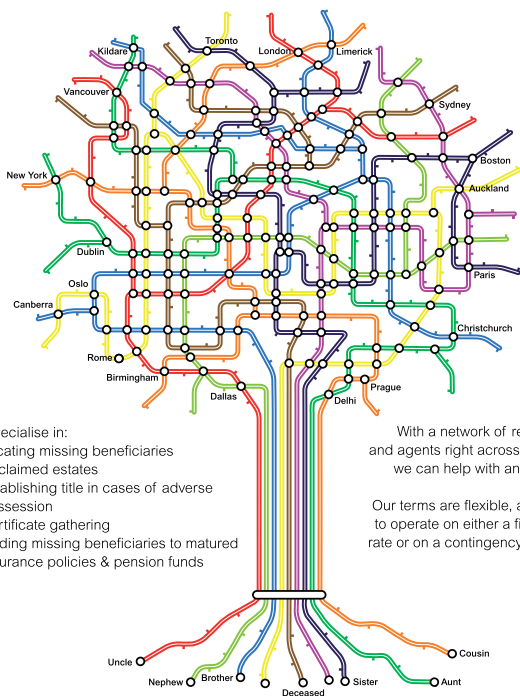 Toronto
Kildare
London
Limerick
Vancouver
Sydney
Boston
New York
Auckland
Dublin
Oslo
Paris
Canberra
Christchurch
Rome
Birmingham
Prague
Dallas
Delhi
ecialise in:
cating missing beneficiaries
claimed estates
ablishing title in cases of adverse
ssession
rtificate gathering
ding missing beneficiaries to matured
urance policies & pension funds
With a network of re
and agents right across
we can help with an
Our terms are flexible, a
to operate on either a fi
rate or on a contingency
Uncle
Nephew
Brother
Deceased
Sister
Aunt
Cousin